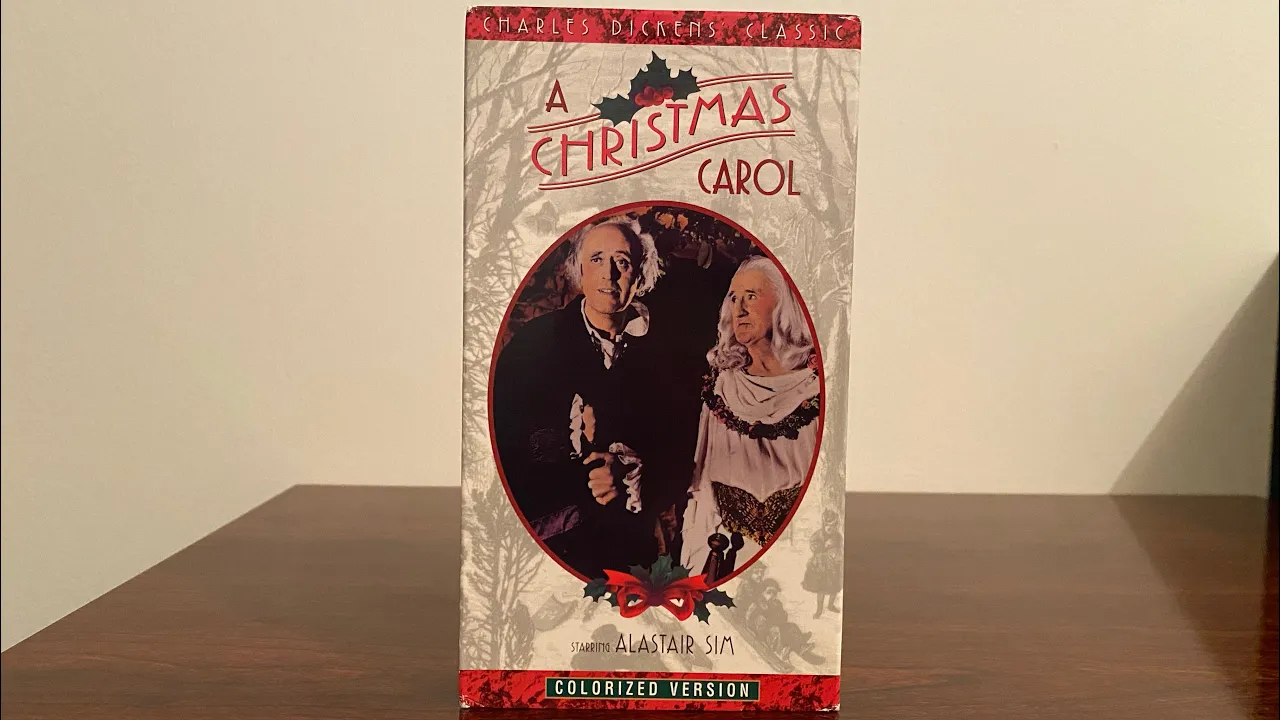 CHARLES DICKENS' CLASSIC
A
CHRISTMAS
CAROL
STARRING ALASTAIR SIM
COLORIZED VERSION